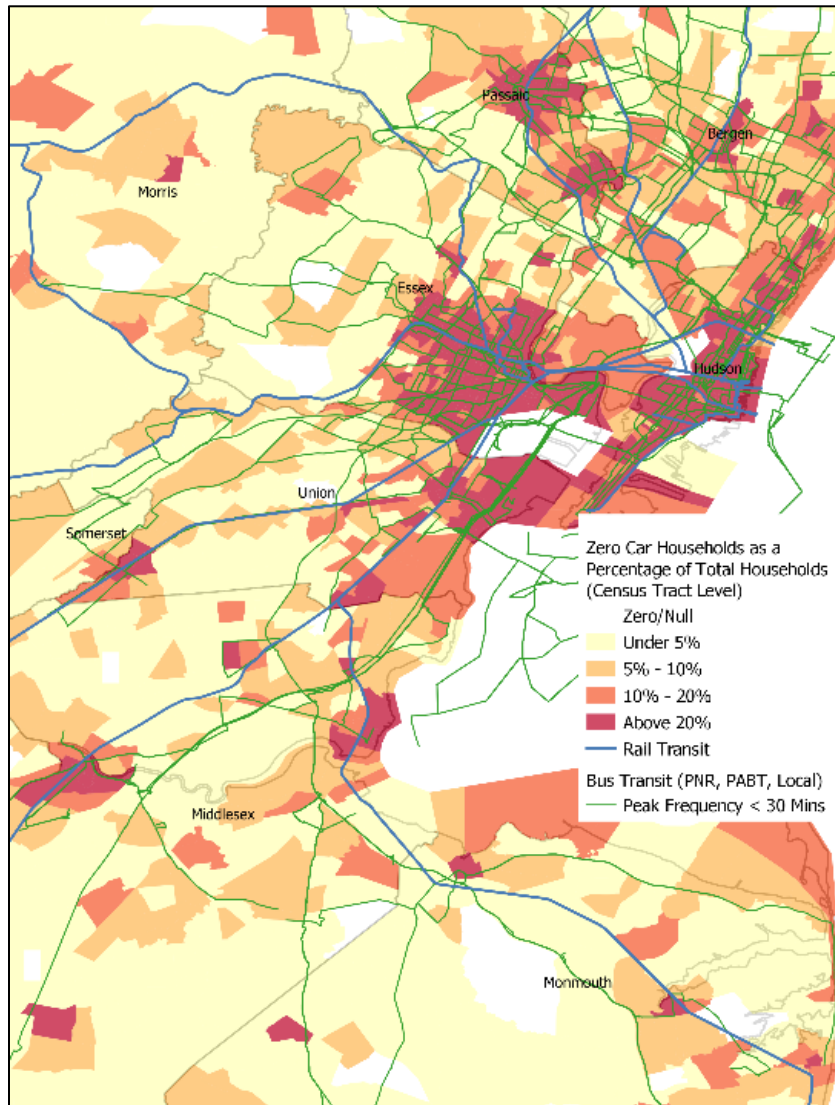 Passaic
Bergen
Morris
Essex
Hudson
Union
Somerset
Zero Car Households as a
Percentage of Total Households
(Census Tract Level)
Zero/Null
Under 5%
5% - 10%
10% - 20%
Above 20%
Rail Transit
Bus Transit (PNR, PABT, Local)
Peak Frequency < 30 Mins
Middlesex
Monmouth